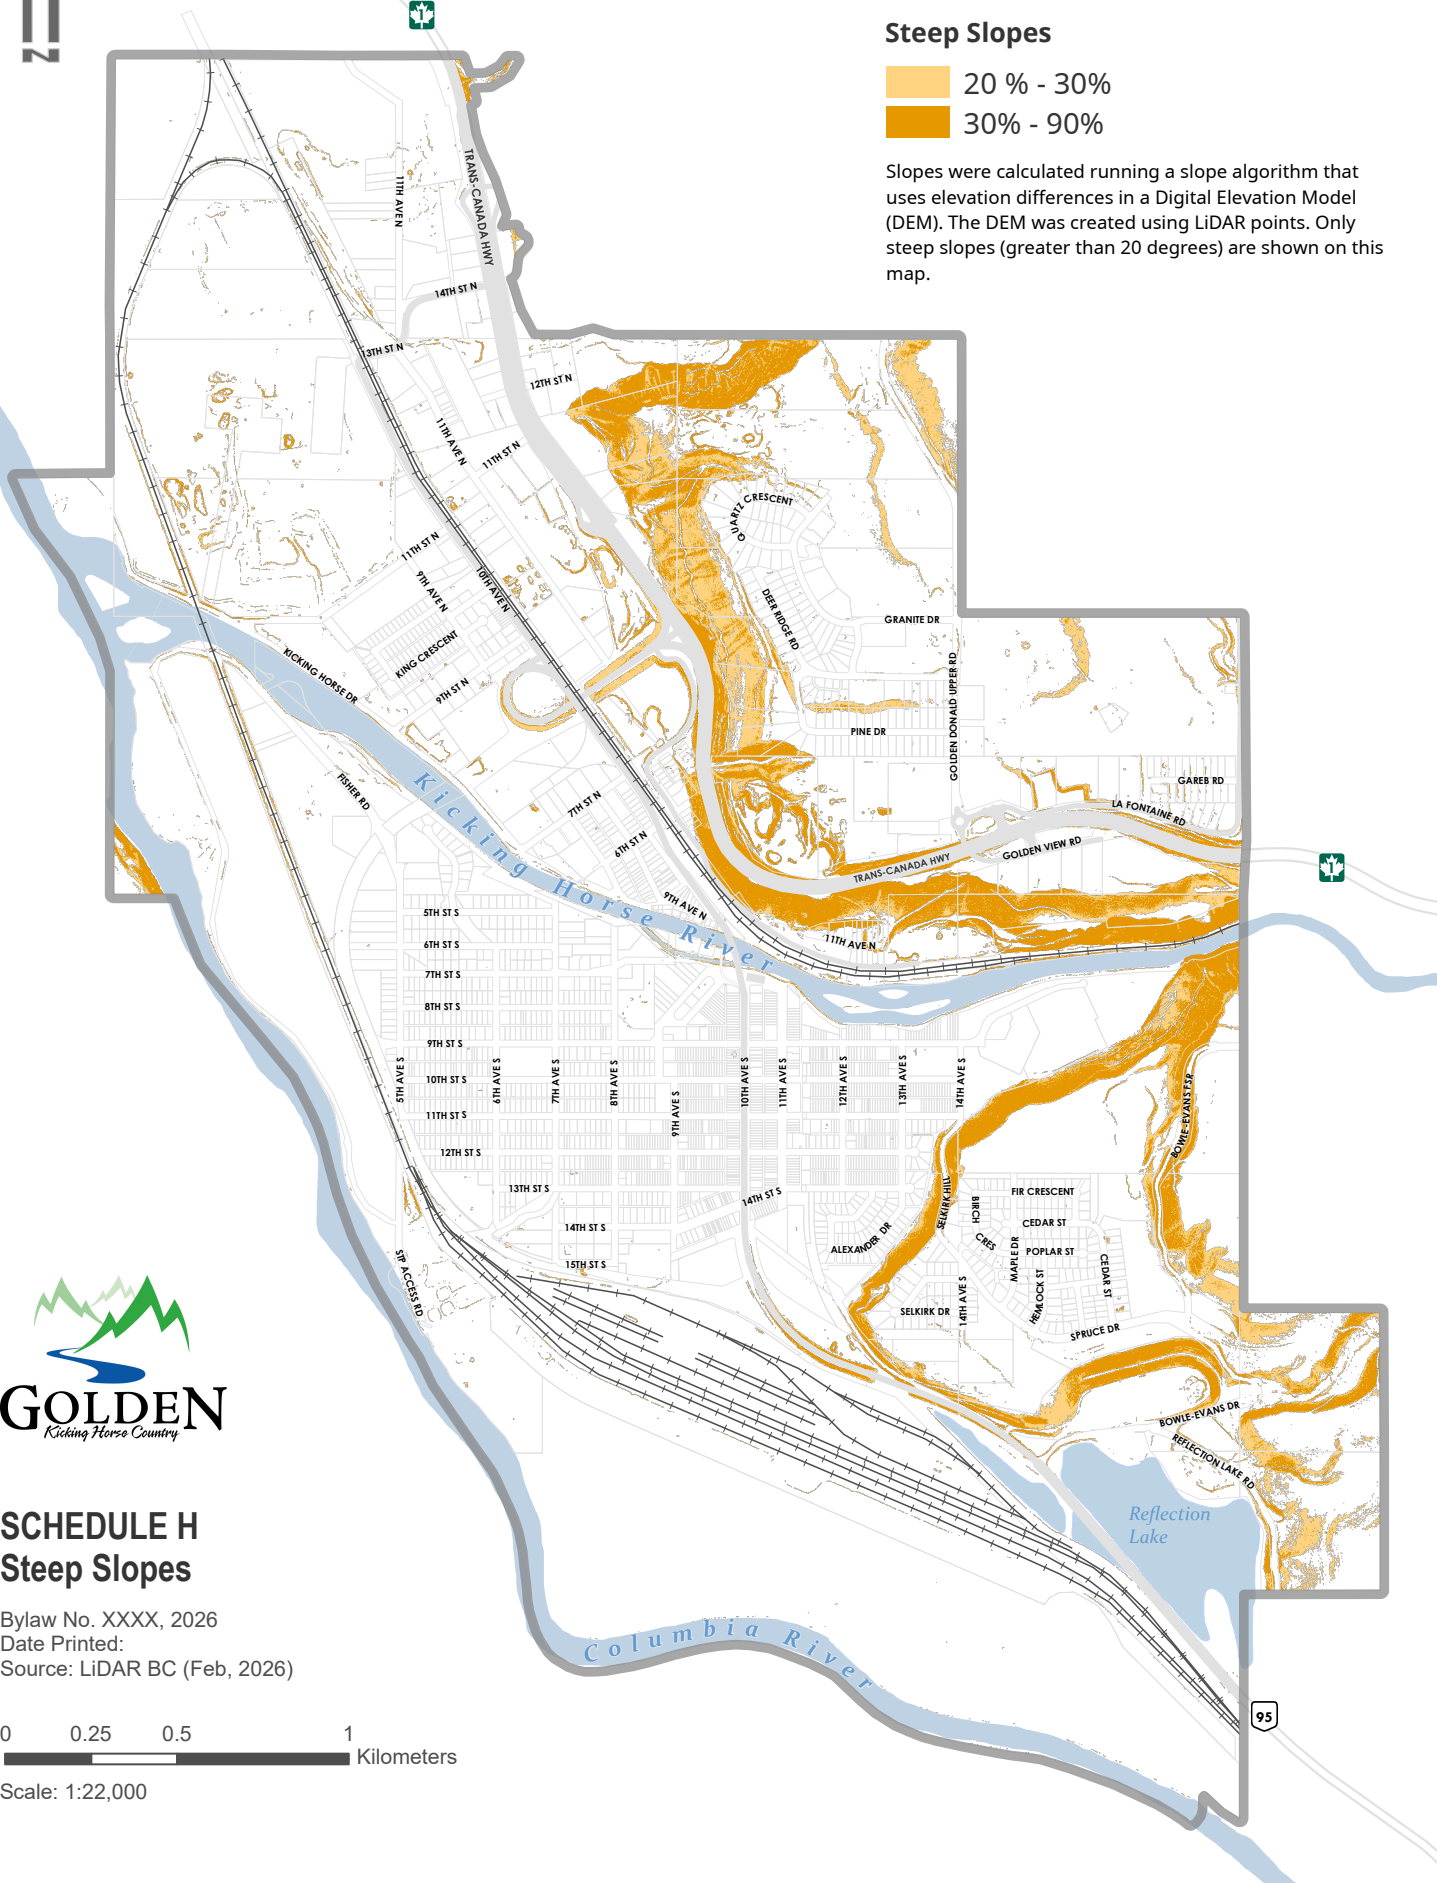 N
1
Steep Slopes
20 % - 30%
30% - 90%
Slopes were calculated running a slope algorithm that
uses elevation differences in a Digital Elevation Model
(DEM). The DEM was created using LiDAR points. Only
steep slopes (greater than 20 degrees) are shown on this
map.
TRANS-CANADA HWY
11TH AVE N
14TH ST N
13TH ST N
12TH ST N
11TH AVE N
11TH ST N
QUARTZ CRESCENT
11TH ST N
9TH AVE N
10TH AVE N
DEER RIDGE RD
GRANITE DR
KING CRESCENT
KICKING HORSE DR
9TH ST N
GOLDEN DONALD UPPER RD
PINE DR
FISHER RD
Kicking Horse River
7TH ST N
6TH ST N
GAREB RD
LA FONTAINE RD
GOLDEN VIEW RD
TRANS-CANADA HWY
1
9TH AVE N
11TH AVE N
5TH ST S
6TH ST S
7TH ST S
8TH ST S
9TH ST S
10TH ST S
11TH ST S
12TH ST S
13TH ST S
14TH ST S
15TH ST S
5TH AVE S
6TH AVE S
7TH AVE S
8TH AVE S
9TH AVE S
10TH AVE S
11TH AVE S
12TH AVE S
13TH AVE S
14TH AVE S
14TH ST S
BOWLE-EVANS FSR
SELKIRK HILL
ALEXANDER DR
BIRCH CRES
FIR CRESCENT
CEDAR ST
MAPLE DR
POPLAR ST
CEDAR ST
HEMLOCK ST
14TH AVE S
SELKIRK DR
SPRUCE DR
STP ACCESS RD
BOWLE-EVANS DR
REFLECTION LAKE RD
Reflection
Lake
Columbia River
95
GOLDEN
Kicking Horse Country
SCHEDULE H
Steep Slopes
Bylaw No. XXXX, 2026
Date Printed:
Source: LiDAR BC (Feb, 2026)
0 0.25 0.5 1
Kilometers
Scale: 1:22,000